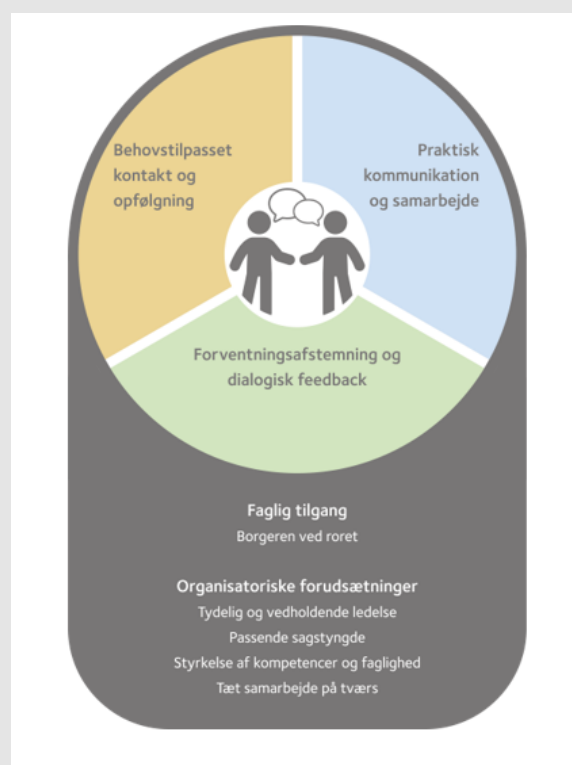 Behovstilpasset
kontakt og
opfølgning
Praktisk
kommunikation
og samarbejde
Forventningsafstemning og
dialogisk feedback
Faglig tilgang
Borgeren ved roret
Organisatoriske forudsætninger
Tydelig og vedholdende ledelse
Passende sagstyngde
Styrkelse af kompetencer og faglighed
Tæt samarbejde på tværs